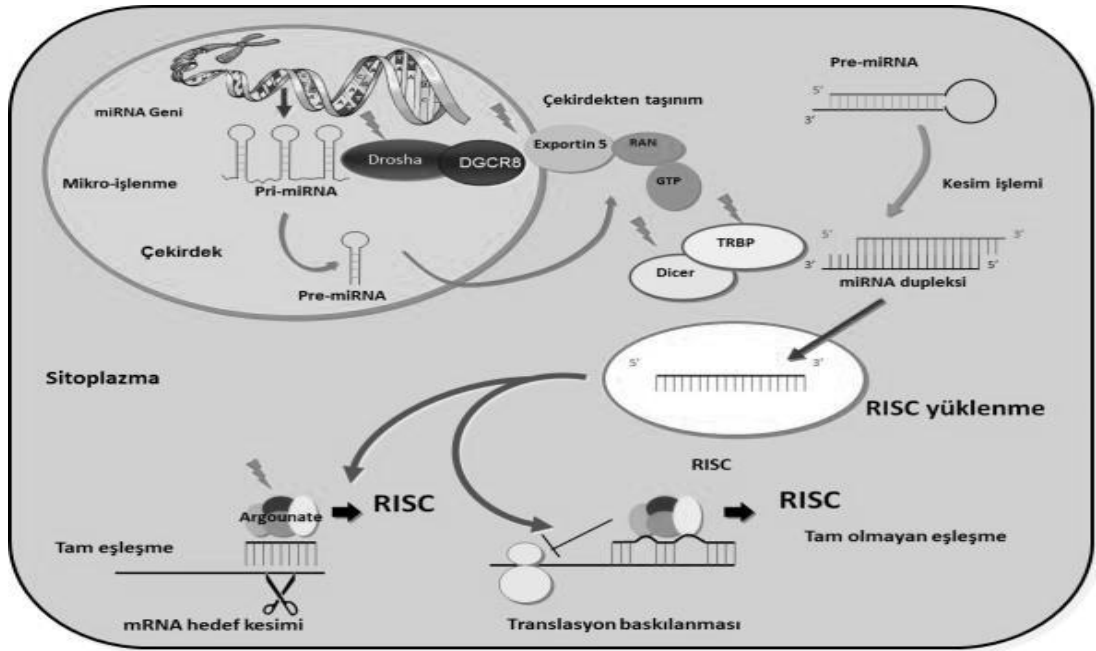 miRNA Geni
Pri-miRNA
Mikro-işlenme
Drosha
DGCR8
Çekirdek
Pre-miRNA
Çekirdekten taşınım
Exportin 5
RAN
GTP
TRBP
Dicer
Pre-miRNA
5'
3'
Kesim işlemi
5'
3'
3'
5'
miRNA dupleksi
Sitoplazma
5'
3'
RISC yüklenme
RISC
Argounate
RISC
Tam eşleşme
mRNA hedef kesimi
RISC
Tam olmayan eşleşme
Translasyon baskılanması